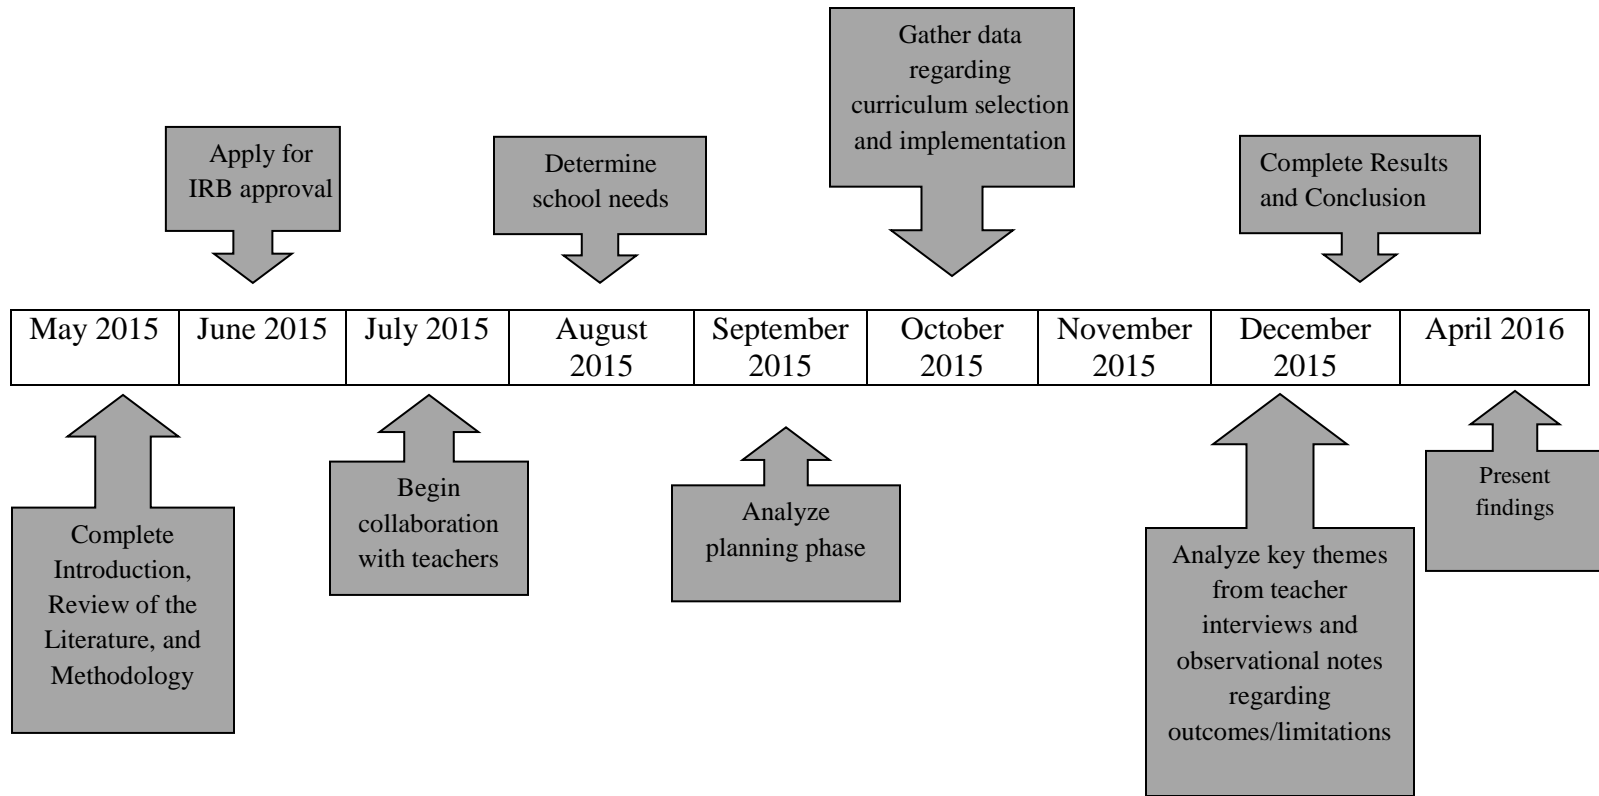 Gather data
regarding
curriculum selection
and implementation
Apply for
IRB approval
Determine
school needs
Complete Results
and Conclusion
May 2015
June 2015
July 2015
August
2015
September
2015
October
2015
November
2015
December
2015
April 2016
Complete
Introduction,
Review of the
Literature, and
Methodology
Begin
collaboration
with teachers
Analyze
planning phase
Analyze key themes
from teacher
interviews and
observational notes
regarding
outcomes/limitations
Present
findings